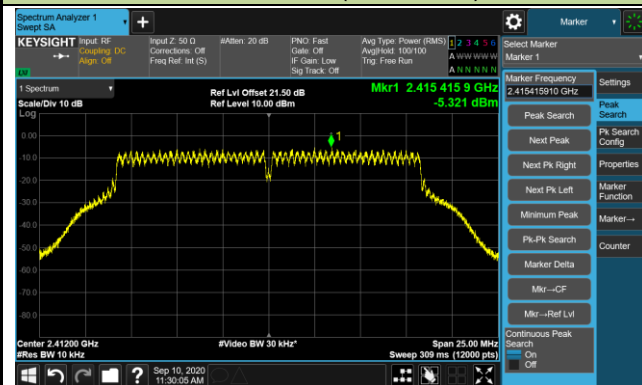 Spectrum Analyzer 1
Swept SA
Marker
KEYSIGHT
Input: RF
Coupling: DC
Align: Off
Input Z: 50 Ω
Corrections: Off
Freq Ref: Int (S)
#Atten: 20 dB
PNO: Fast
Gate: Off
IF Gain: Low
Sig Track: Off
Avg Type: Power (RMS)
Avg|Hold: 100/100
Trig: Free Run
1 2 3 4 5 6
A W W W W W
A N N N N N
LV
Select Marker
Marker 1
1 Spectrum
Scale/Div 10 dB
Log
Ref Lvl Offset 21.50 dB
Ref Level 10.00 dBm
Mkr1 2.415 415 9 GHz
-5.321 dBm
0.00
-10.0
-20.0
-30.0
-40.0
-50.0
-60.0
-70.0
-80.0
1
Center 2.41200 GHz
#Res BW 10 kHz
#Video BW 30 kHz*
Span 25.00 MHz
Sweep 309 ms (12000 pts)
Marker Frequency
2.415415910 GHz
Peak Search
Next Peak
Next Pk Right
Next Pk Left
Minimum Peak
Pk-Pk Search
Marker Delta
Mkr→CF
Mkr→Ref Lvl
Continuous Peak
Search
On
Off
Settings
Peak
Search
Pk Search
Config
Properties
Marker
Function
Marker→
Counter
?
Sep 10, 2020
11:30:05 AM